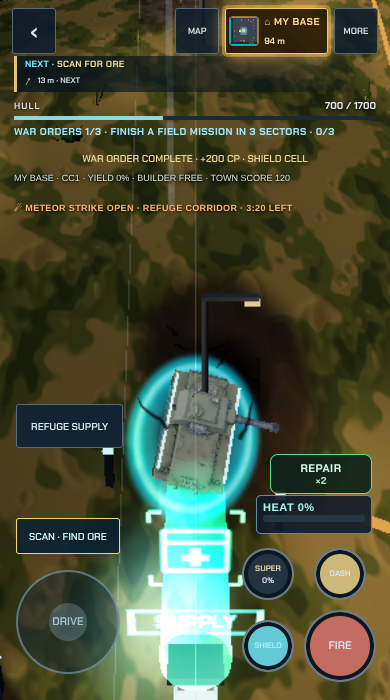 MAP
⌂ MY BASE
94 m
MORE
NEXT · SCAN FOR ORE
13 m · NEXT
HULL
700 / 1700
WAR ORDERS 1/3 · FINISH A FIELD MISSION IN 3 SECTORS · 0/3
WAR ORDER COMPLETE · +200 CP · SHIELD CELL
MY BASE · CC1 · YIELD 0% · BUILDER FREE · TOWN SCORE 120
METEOR STRIKE OPEN · REFUGE CORRIDOR · 3:20 LEFT
REFUGE SUPPLY
REPAIR
×2
HEAT 0%
SCAN · FIND ORE
SUPER
0%
DASH
DRIVE
SUPPLY
SHIELD
FIRE